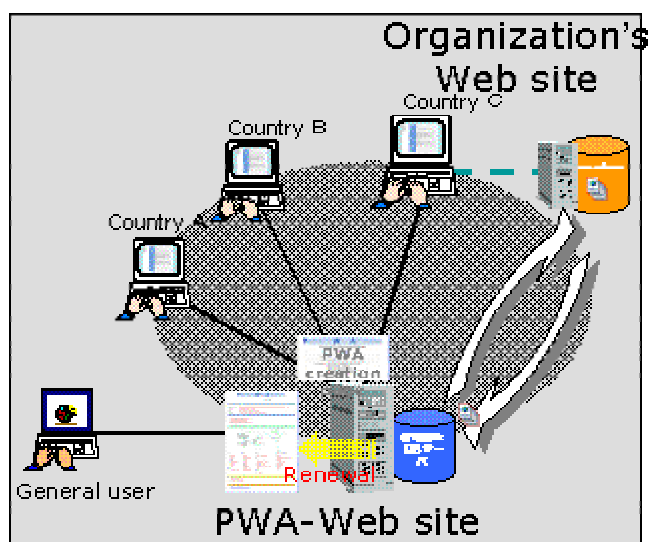 Organization's
Web site
Country C
Country B
Country A
PWA
creation
Renewal
General user
PWA-Web site